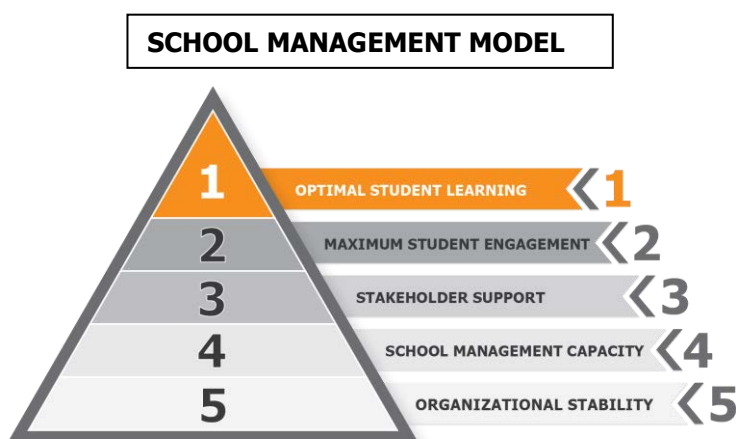 SCHOOL MANAGEMENT MODEL
1 OPTIMAL STUDENT LEARNING 1
2 MAXIMUM STUDENT ENGAGEMENT 2
3 STAKEHOLDER SUPPORT 3
4 SCHOOL MANAGEMENT CAPACITY 4
5 ORGANIZATIONAL STABILITY 5